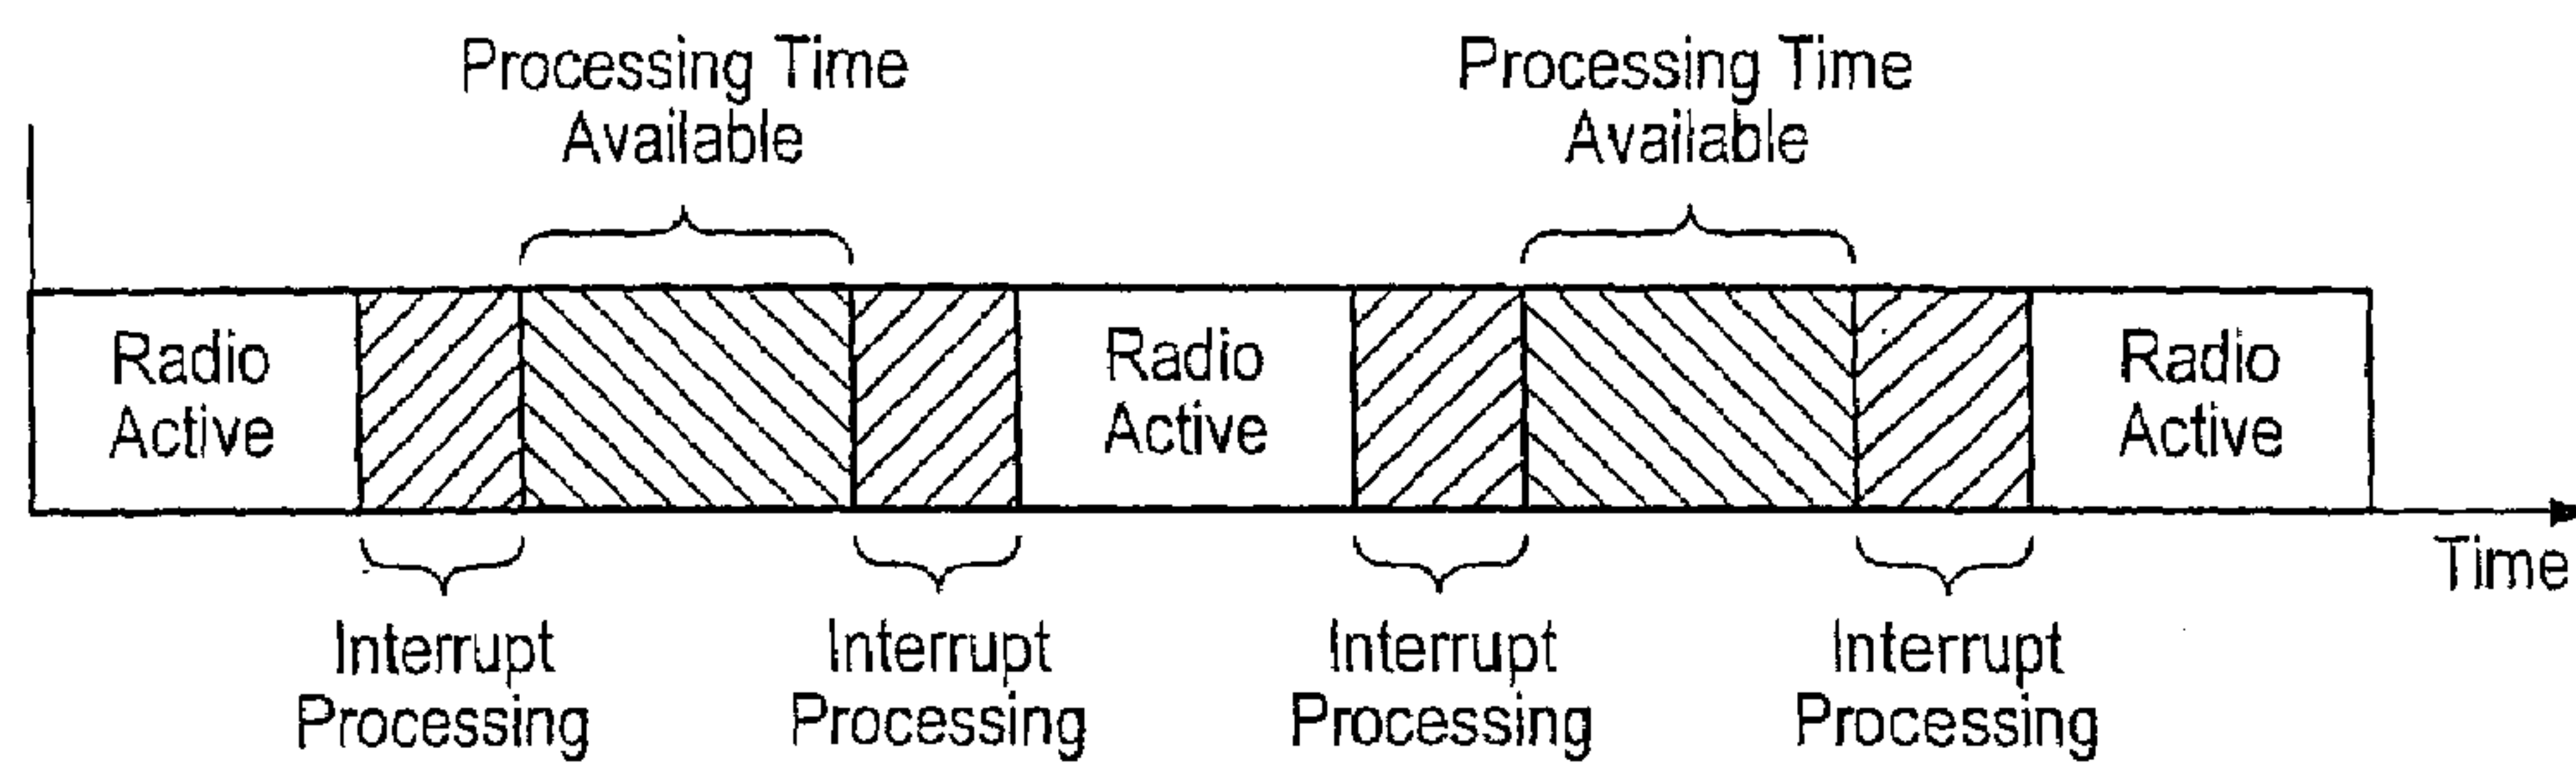 Processing Time
Available
Processing Time
Available
Radio
Active
Radio
Active
Radio
Active
Time
Interrupt
Processing
Interrupt
Processing
Interrupt
Processing
Interrupt
Processing